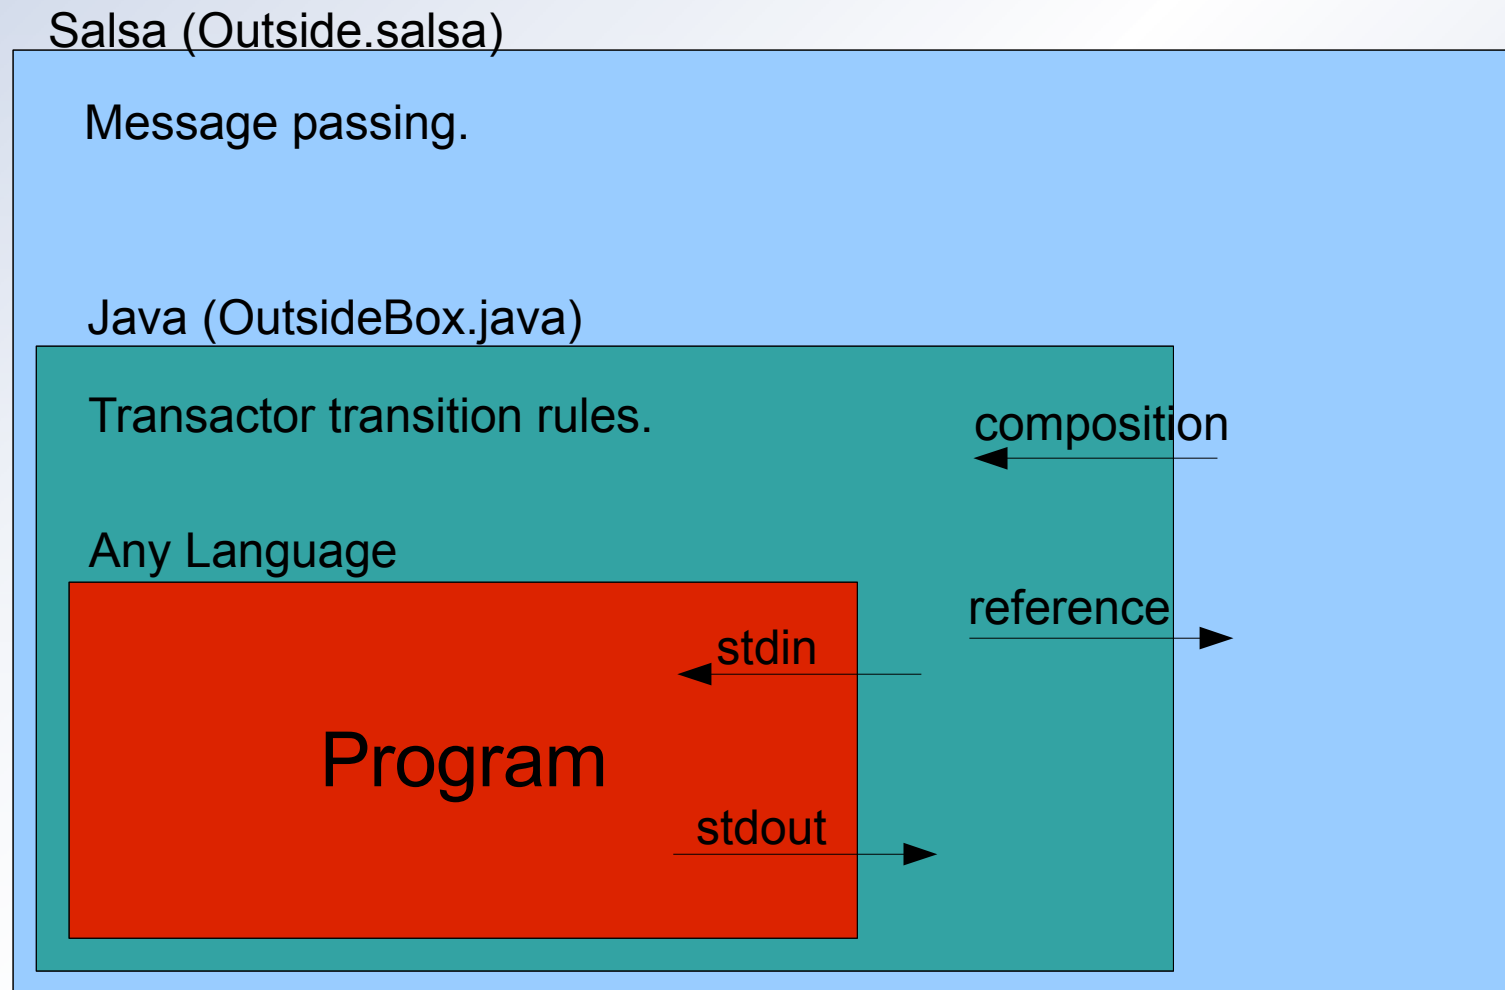 Salsa (Outside.salsa)
Message passing.
Java (OutsideBox.java)
Transactor transition rules.
composition
Any Language
reference
stdin
Program
stdout